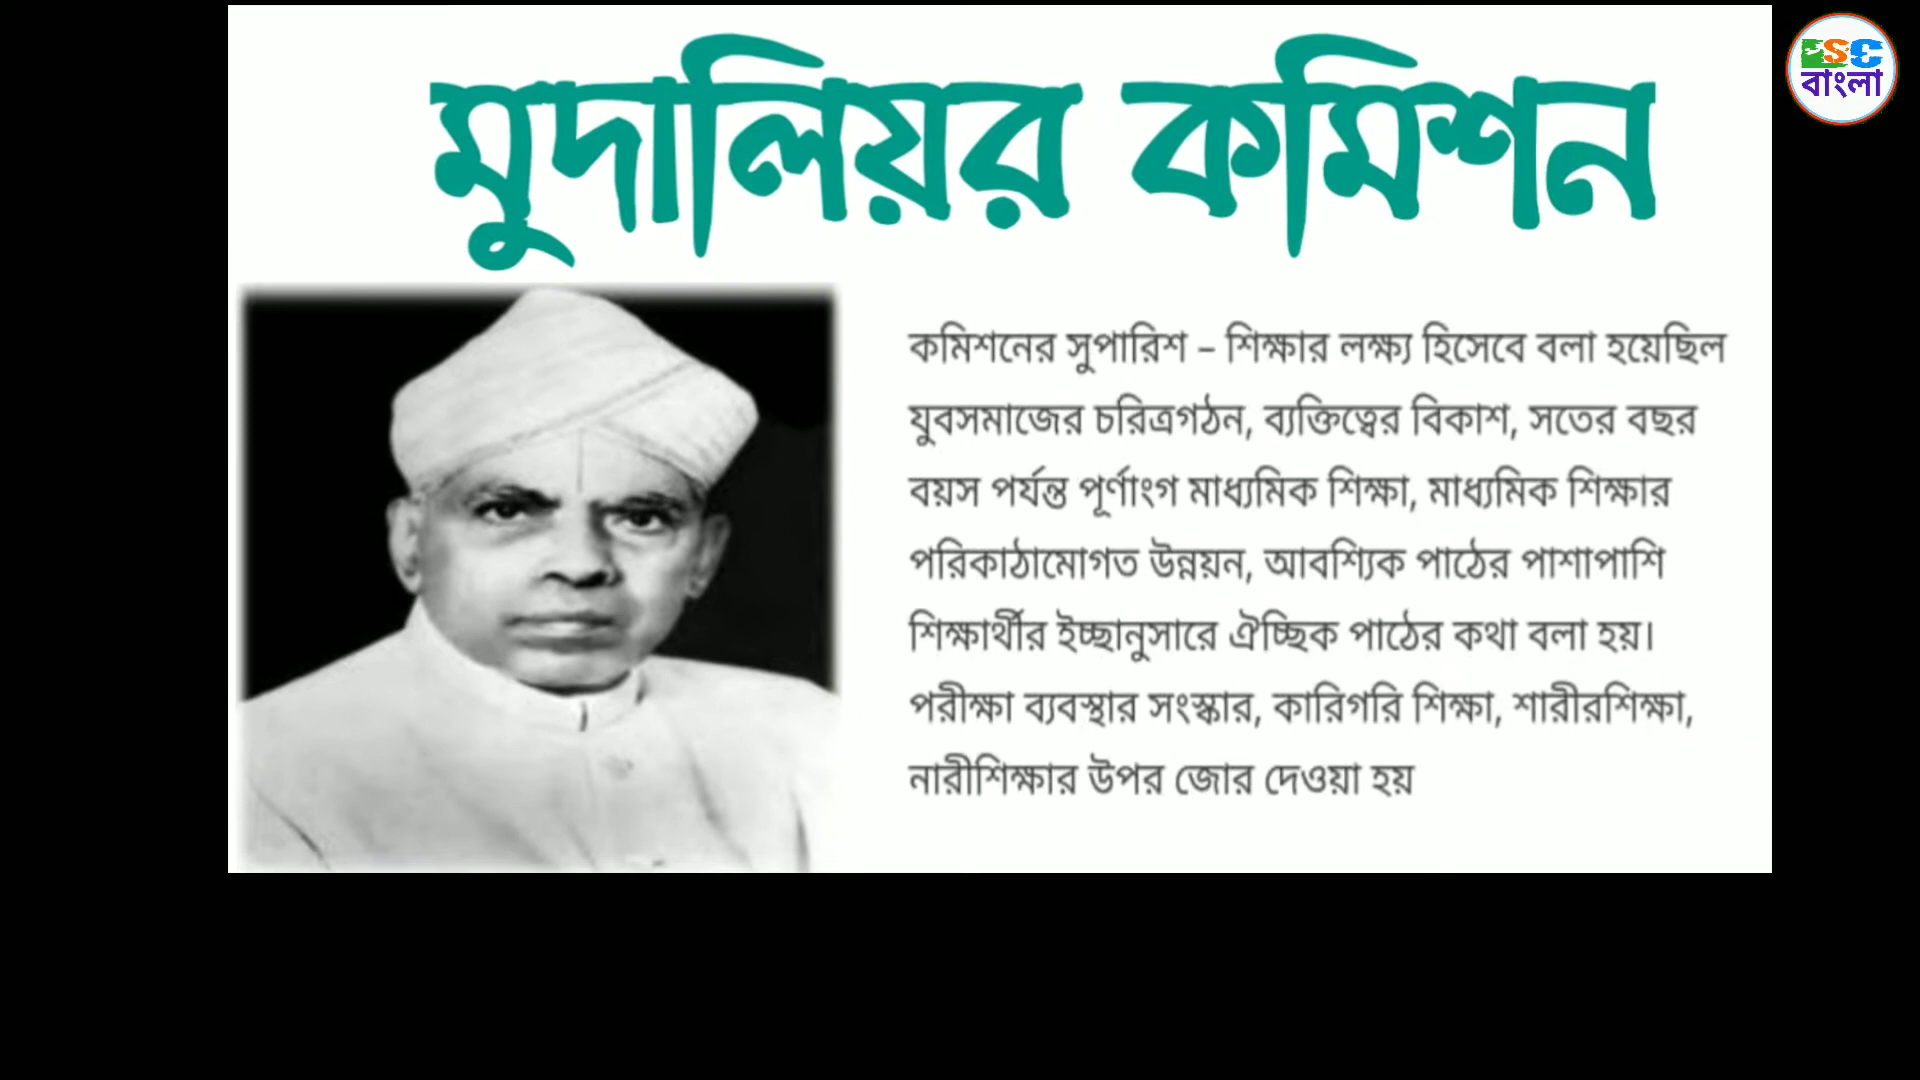 মুদালিয়র কমিশন
ESC
বাংলা
কমিশনের সুপারিশ – শিক্ষার লক্ষ্য হিসেবে বলা হয়েছিল
যুবসমাজের চরিত্রগঠন, ব্যক্তিত্বের বিকাশ, সতের বছর
বয়স পর্যন্ত পূর্ণাংগ মাধ্যমিক শিক্ষা, মাধ্যমিক শিক্ষার
পরিকাঠামোগত উন্নয়ন, আবশ্যিক পাঠের পাশাপাশি
শিক্ষার্থীর ইচ্ছানুসারে ঐচ্ছিক পাঠের কথা বলা হয়।
পরীক্ষা ব্যবস্থার সংস্কার, কারিগরি শিক্ষা, শারীরশিক্ষা,
নারীশিক্ষার উপর জোর দেওয়া হয়